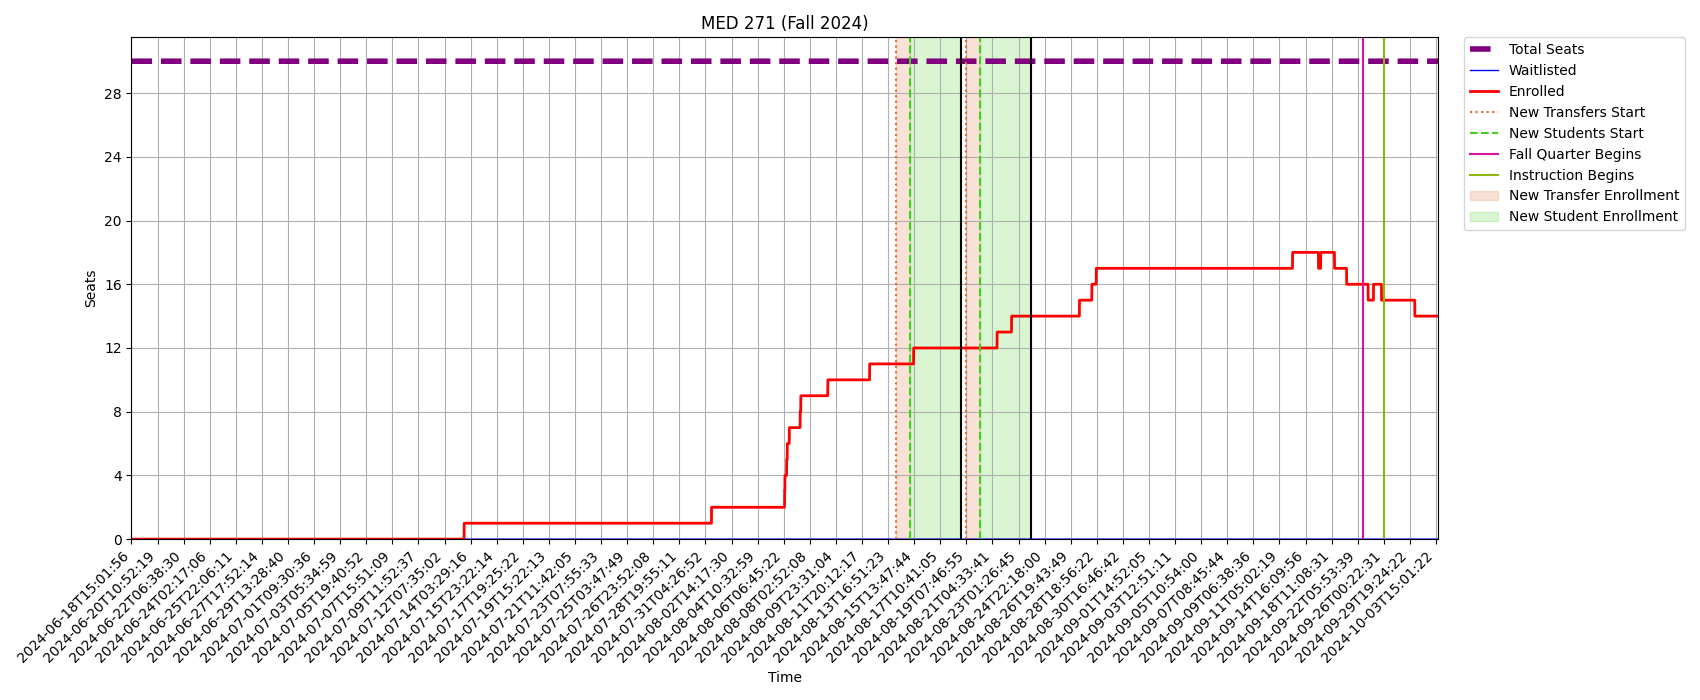 MED 271 (Fall 2024)
Total Seats
Waitlisted
Enrolled
New Transfers Start
New Students Start
Fall Quarter Begins
Instruction Begins
New Transfer Enrollment
New Student Enrollment
28
24
20
16
12
8
4
0
Seats
2024-06-18T15:01:56
2024-06-20T10:52:19
2024-06-22T06:38:30
2024-06-24T02:17:06
2024-06-25T22:06:11
2024-06-27T17:52:14
2024-06-29T13:28:40
2024-07-01T09:30:36
2024-07-03T05:34:59
2024-07-05T19:40:52
2024-07-07T15:51:09
2024-07-09T11:52:37
2024-07-12T07:35:02
2024-07-14T03:29:16
2024-07-15T23:22:14
2024-07-17T19:25:22
2024-07-19T15:22:13
2024-07-21T11:42:05
2024-07-23T07:55:33
2024-07-25T03:47:49
2024-07-26T23:52:08
2024-07-28T19:55:11
2024-07-31T04:26:52
2024-08-02T14:17:30
2024-08-04T10:32:59
2024-08-06T06:45:22
2024-08-08T02:52:08
2024-08-09T23:31:04
2024-08-11T20:12:17
2024-08-13T16:51:23
2024-08-15T13:47:44
2024-08-17T10:41:05
2024-08-19T07:46:55
2024-08-21T04:33:41
2024-08-23T01:26:45
2024-08-24T22:18:00
2024-08-26T19:43:49
2024-08-28T18:56:22
2024-08-30T16:46:42
2024-09-01T14:52:05
2024-09-03T12:51:11
2024-09-05T10:54:00
2024-09-07T08:45:44
2024-09-09T06:38:36
2024-09-11T05:02:19
2024-09-14T16:09:56
2024-09-18T11:08:31
2024-09-22T05:53:39
2024-09-26T00:22:31
2024-09-29T19:24:22
2024-10-03T15:01:22
Time